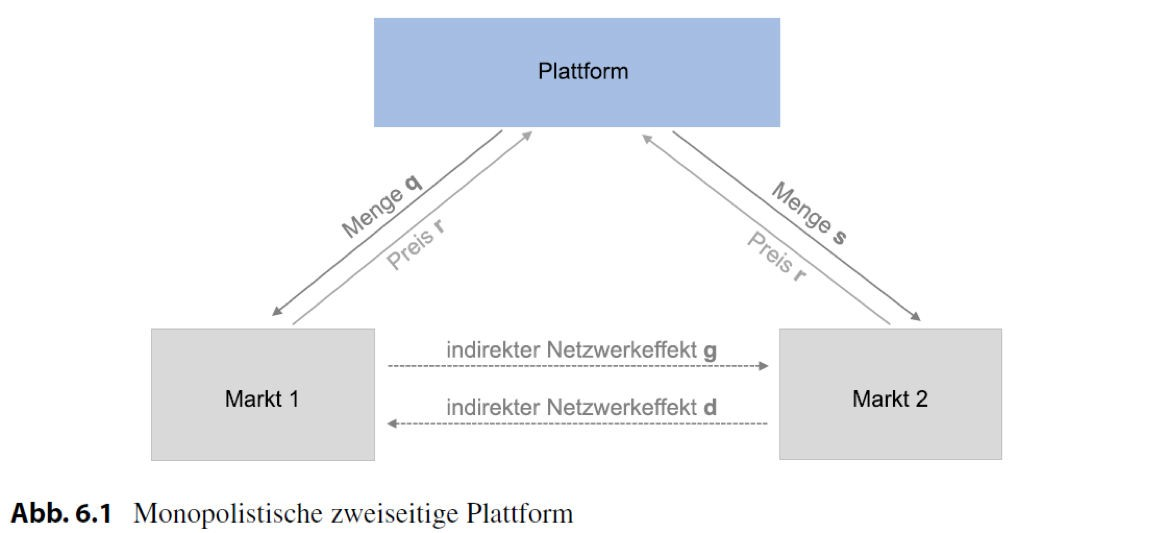 Plattform
Menge q
Preis r
Menge s
Preis r
indirekter Netzwerkeffekt g
Markt 1
Markt 2
indirekter Netzwerkeffekt d
Abb. 6.1 Monopolistische zweiseitige Plattform